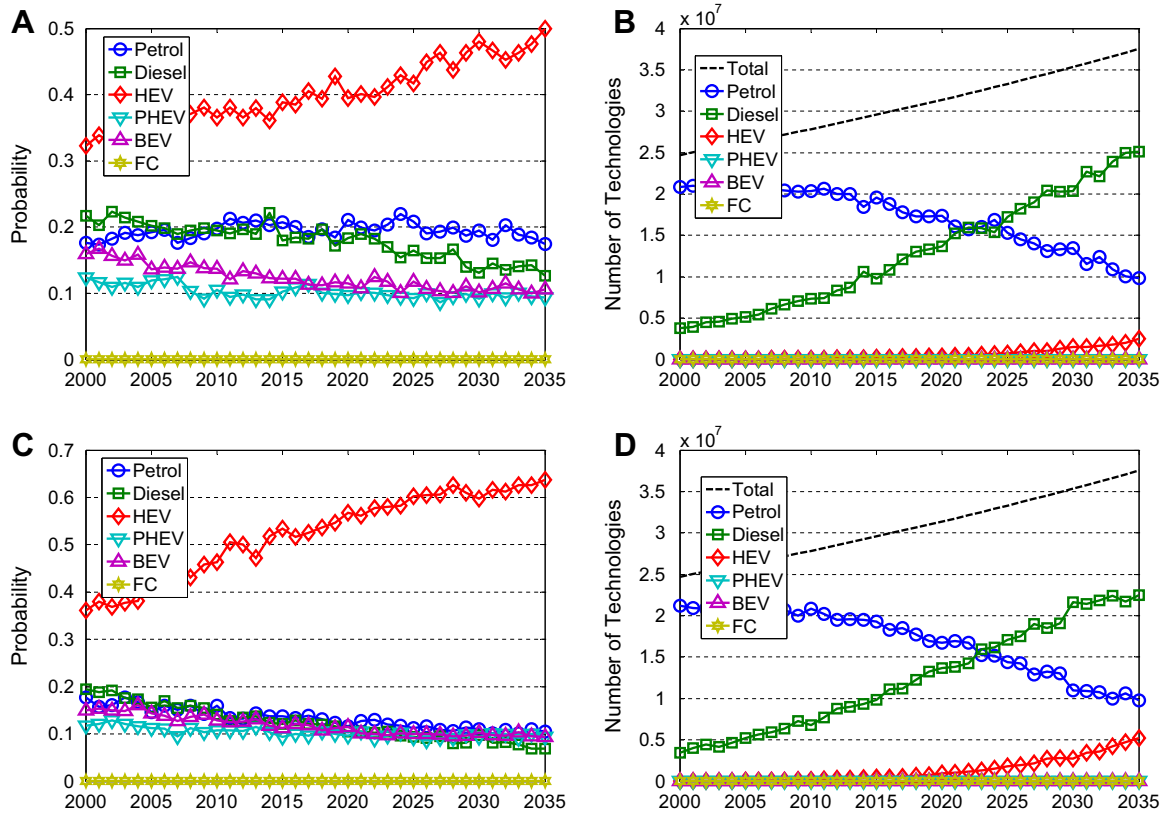 A
0.5
0.4
0.3
0.2
0.1
0
Probability
Petrol
Diesel
HEV
PHEV
BEV
FC
2000 2005 2010 2015 2020 2025 2030 2035
B
x 10^7
4
3.5
3
2.5
2
1.5
1
0.5
0
Number of Technologies
Total
Petrol
Diesel
HEV
PHEV
BEV
FC
2000 2005 2010 2015 2020 2025 2030 2035
C
0.7
0.6
0.5
0.4
0.3
0.2
0.1
0
Probability
Petrol
Diesel
HEV
PHEV
BEV
FC
2000 2005 2010 2015 2020 2025 2030 2035
D
x 10^7
4
3.5
3
2.5
2
1.5
1
0.5
0
Number of Technologies
Total
Petrol
Diesel
HEV
PHEV
BEV
FC
2000 2005 2010 2015 2020 2025 2030 2035